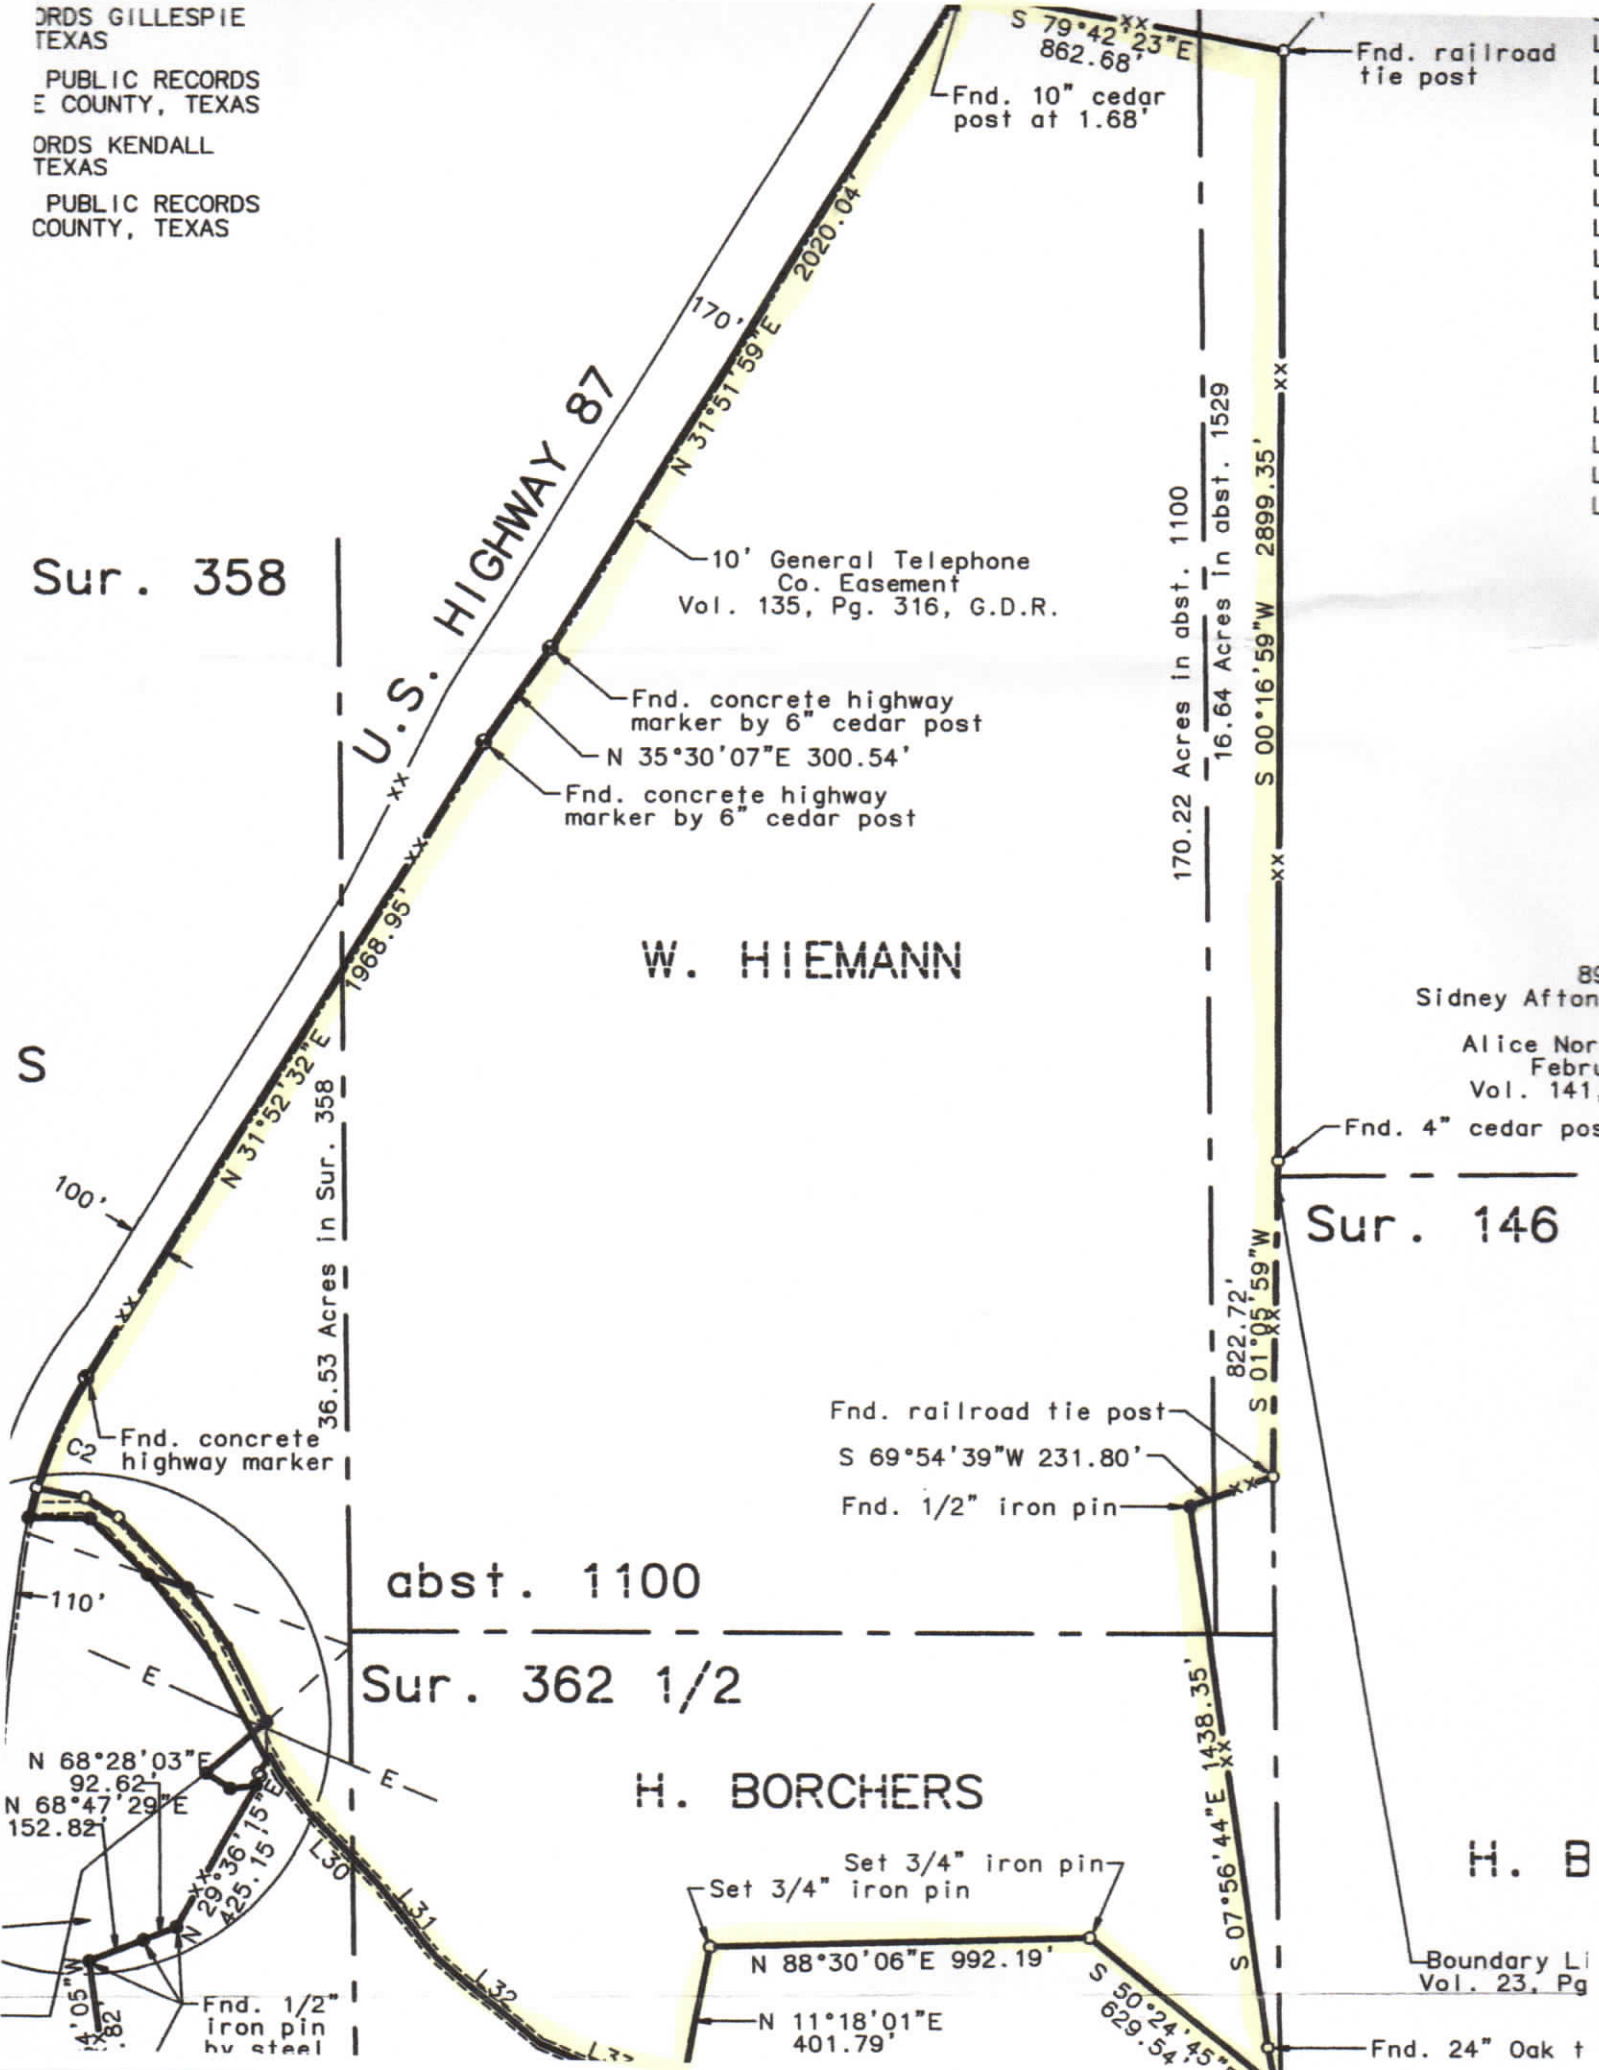 ORDS GILLESPIE
TEXAS
PUBLIC RECORDS
E COUNTY, TEXAS
ORDS KENDALL
TEXAS
PUBLIC RECORDS
COUNTY, TEXAS
S 79°42'23"E
862.68'
Fnd. railroad
tie post
Fnd. 10" cedar
post at 1.68'
2020.04'
N 31°51'59"E
170'
U.S. HIGHWAY 87
Sur. 358
10' General Telephone
Co. Easement
Vol. 135, Pg. 316, G.D.R.
170.22 Acres in abst. 1100
16.64 Acres in abst. 1529
S 00°16'59"W 2899.35'
Fnd. concrete highway
marker by 6" cedar post
N 35°30'07"E 300.54'
Fnd. concrete highway
marker by 6" cedar post
1968.95'
N 31°52'32"E
W. HIEMANN
89
Sidney Afton
Alice Nor
Febru
Vol. 141,
Fnd. 4" cedar pos
Sur. 146
S
100'
36.53 Acres in Sur. 358
822.72'
S 01°05'59"W
Fnd. concrete
highway marker
C2
Fnd. railroad tie post
S 69°54'39"W 231.80'
Fnd. 1/2" iron pin
abst. 1100
110'
Sur. 362 1/2
E
E
N 68°28'03"E
92.62'
N 68°47'29"E
152.82'
N 29°36'15"E
425.15'
H. BORCHERS
S 07°56'44"E 1438.35'
L30
L31
L32
L33
Set 3/4" iron pin
Set 3/4" iron pin
N 88°30'06"E 992.19'
N 11°18'01"E
401.79'
S 50°24'45"
629.54'
H. B
Boundary Li
Vol. 23, Pg
Fnd. 24" Oak t
4'05"W
82'
Fnd. 1/2"
iron pin
by steel